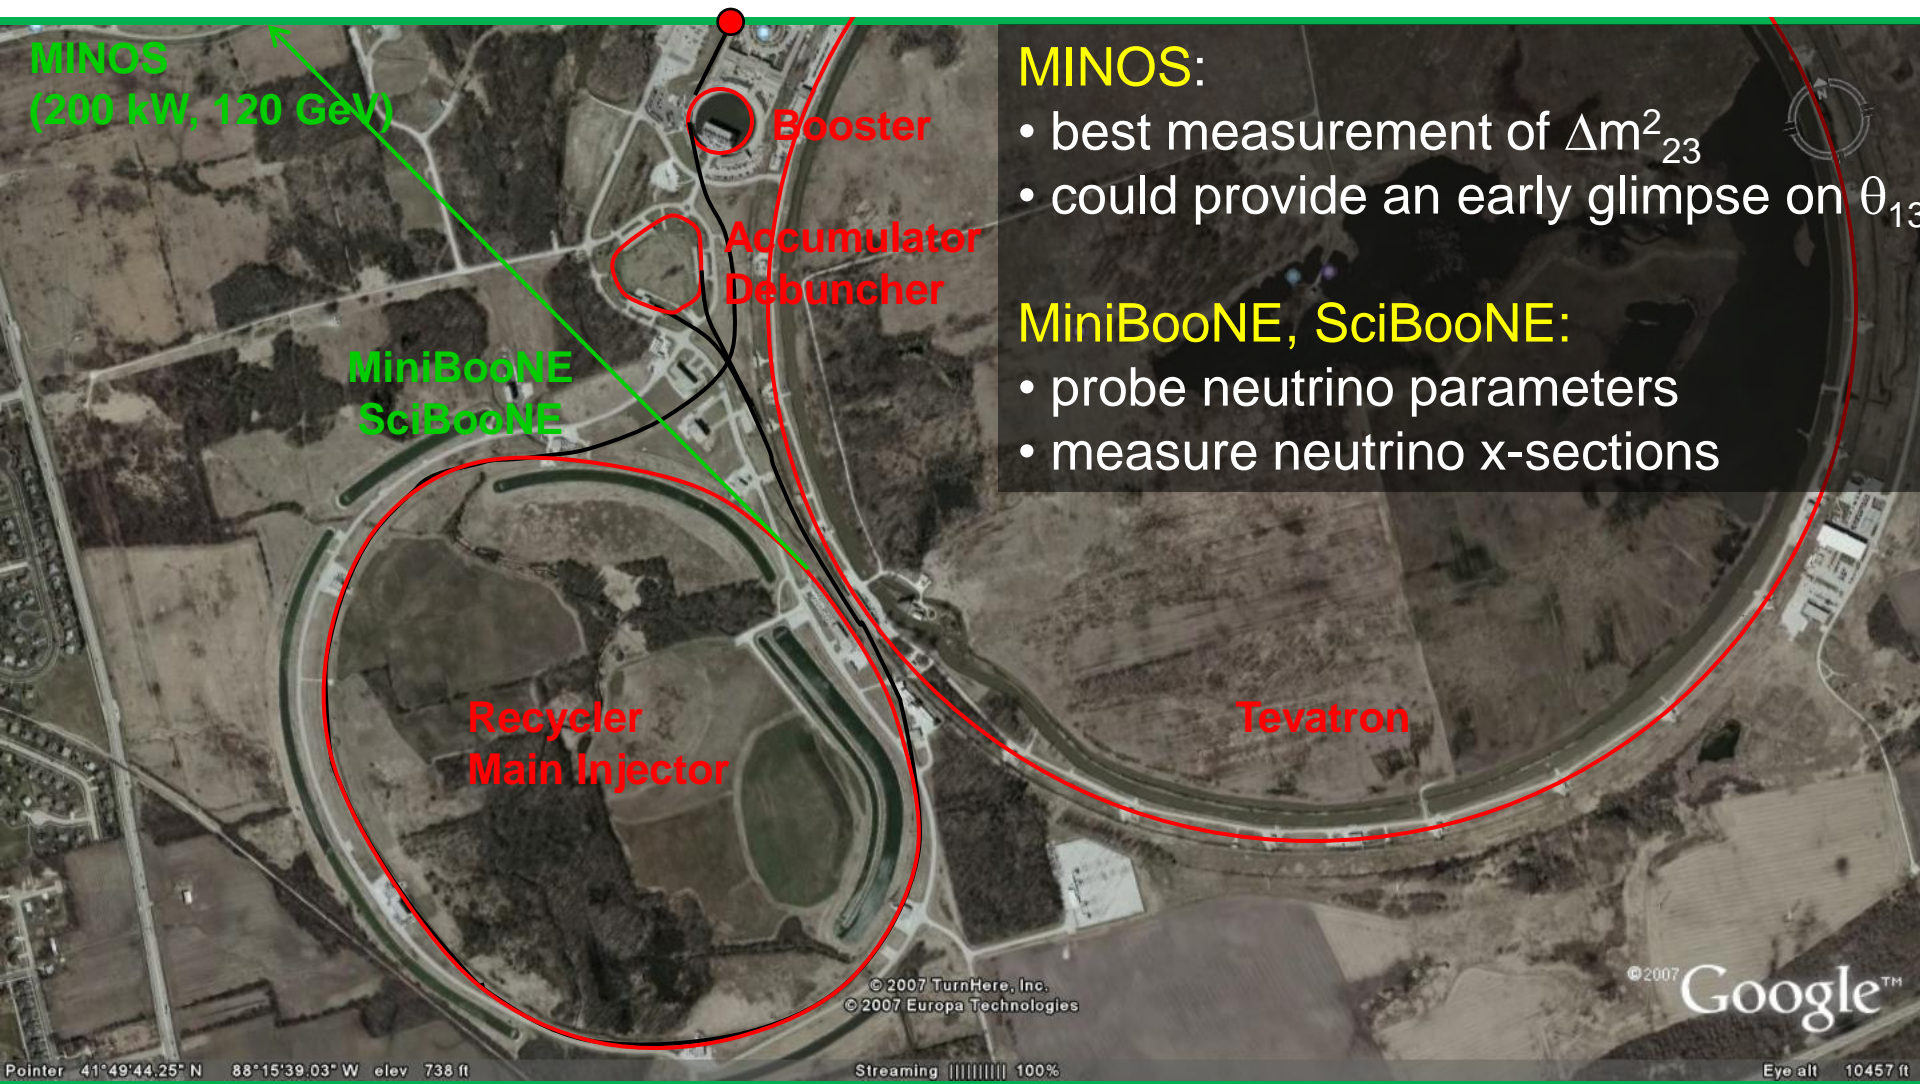 MINOS
(200 kW, 120 GeV)
Booster
Accumulator
Debuncher
MiniBooNE
SciBooNE
Recycler
Main Injector
Tevatron
MINOS:
• best measurement of Δm²₂₃
• could provide an early glimpse on θ₁₃
MiniBooNE, SciBooNE:
• probe neutrino parameters
• measure neutrino x-sections
N
© 2007 TurnHere, Inc.
© 2007 Europa Technologies
©2007 Google™
Pointer 41°49'44.25" N 88°15'39.03" W elev 738 ft
Streaming |||||||||| 100%
Eye alt 10457 ft